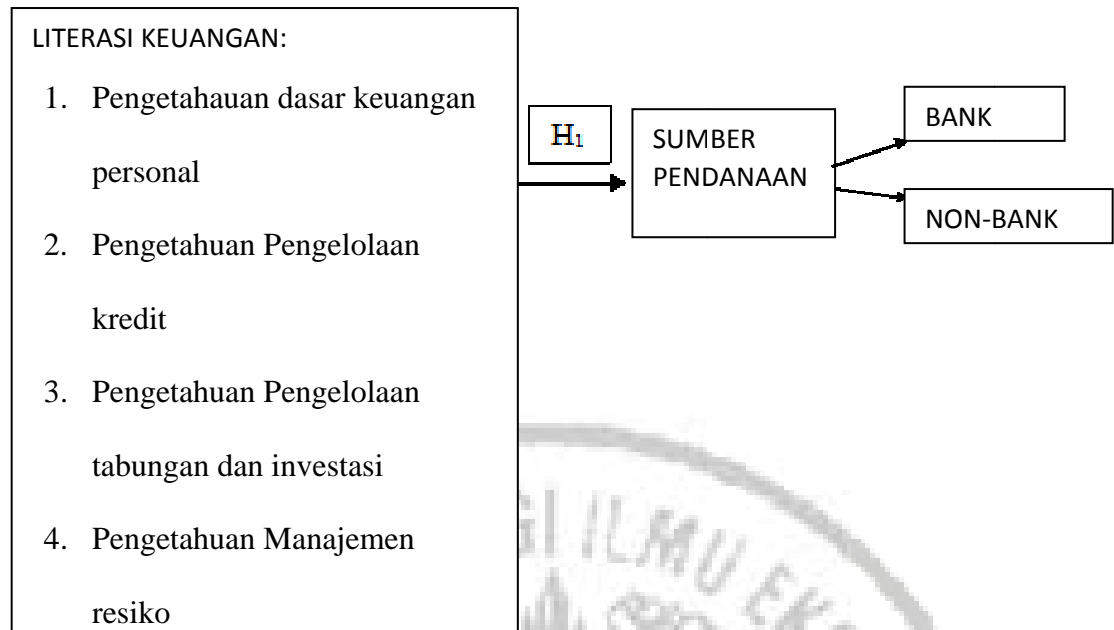 LITERASI KEUANGAN:
1. Pengetahauan dasar keuangan
personal
2. Pengetahuan Pengelolaan
kredit
3. Pengetahuan Pengelolaan
tabungan dan investasi
4. Pengetahuan Manajemen
resiko
H₁
SUMBER
PENDANAAN
BANK
NON-BANK
ILMU